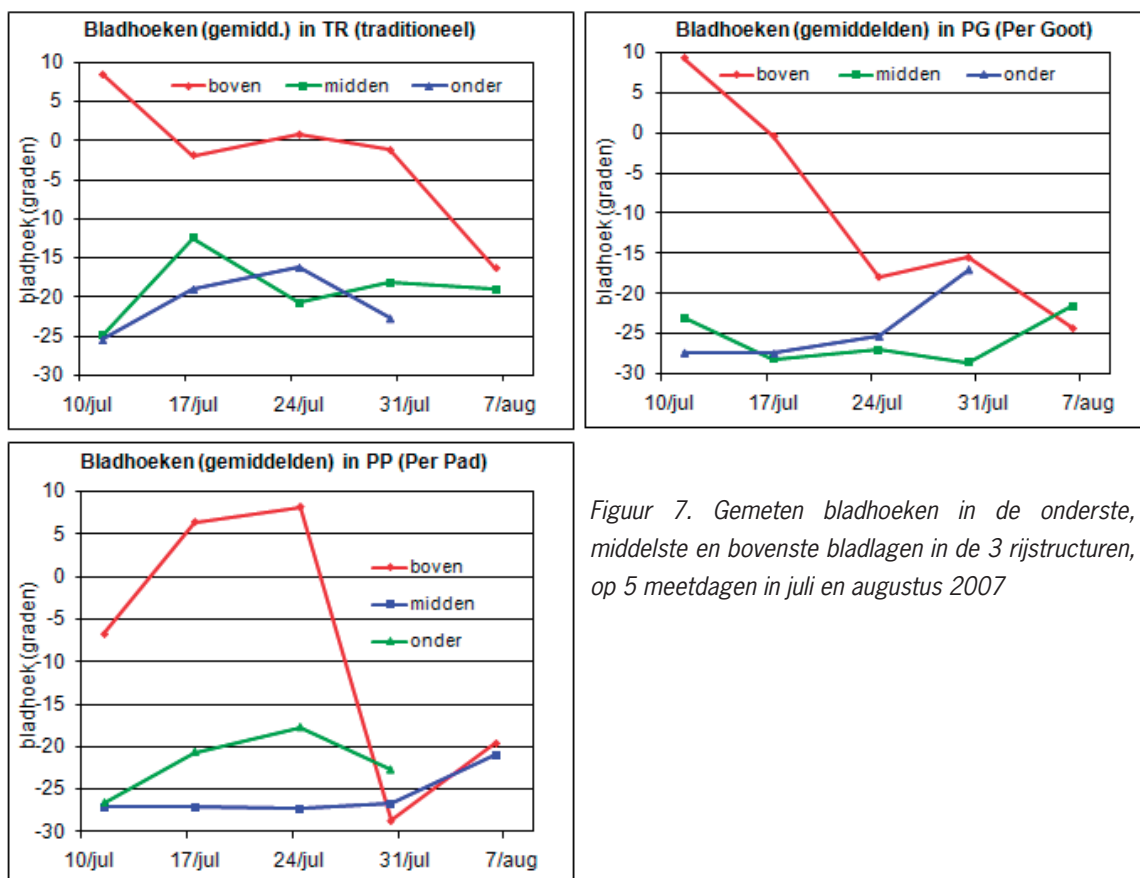 Bladhoeken (gemidd.) in TR (traditioneel)
boven midden onder
bladhoek (graden)
10
5
0
-5
-10
-15
-20
-25
-30
10/jul 17/jul 24/jul 31/jul 7/aug
Bladhoeken (gemiddelden) in PG (Per Goot)
boven midden onder
bladhoek (graden)
10
5
0
-5
-10
-15
-20
-25
-30
10/jul 17/jul 24/jul 31/jul 7/aug
Bladhoeken (gemiddelden) in PP (Per Pad)
boven
midden
onder
bladhoek (graden)
10
5
0
-5
-10
-15
-20
-25
-30
10/jul 17/jul 24/jul 31/jul 7/aug
Figuur 7. Gemeten bladhoeken in de onderste,
middelste en bovenste bladlagen in de 3 rijstructuren,
op 5 meetdagen in juli en augustus 2007